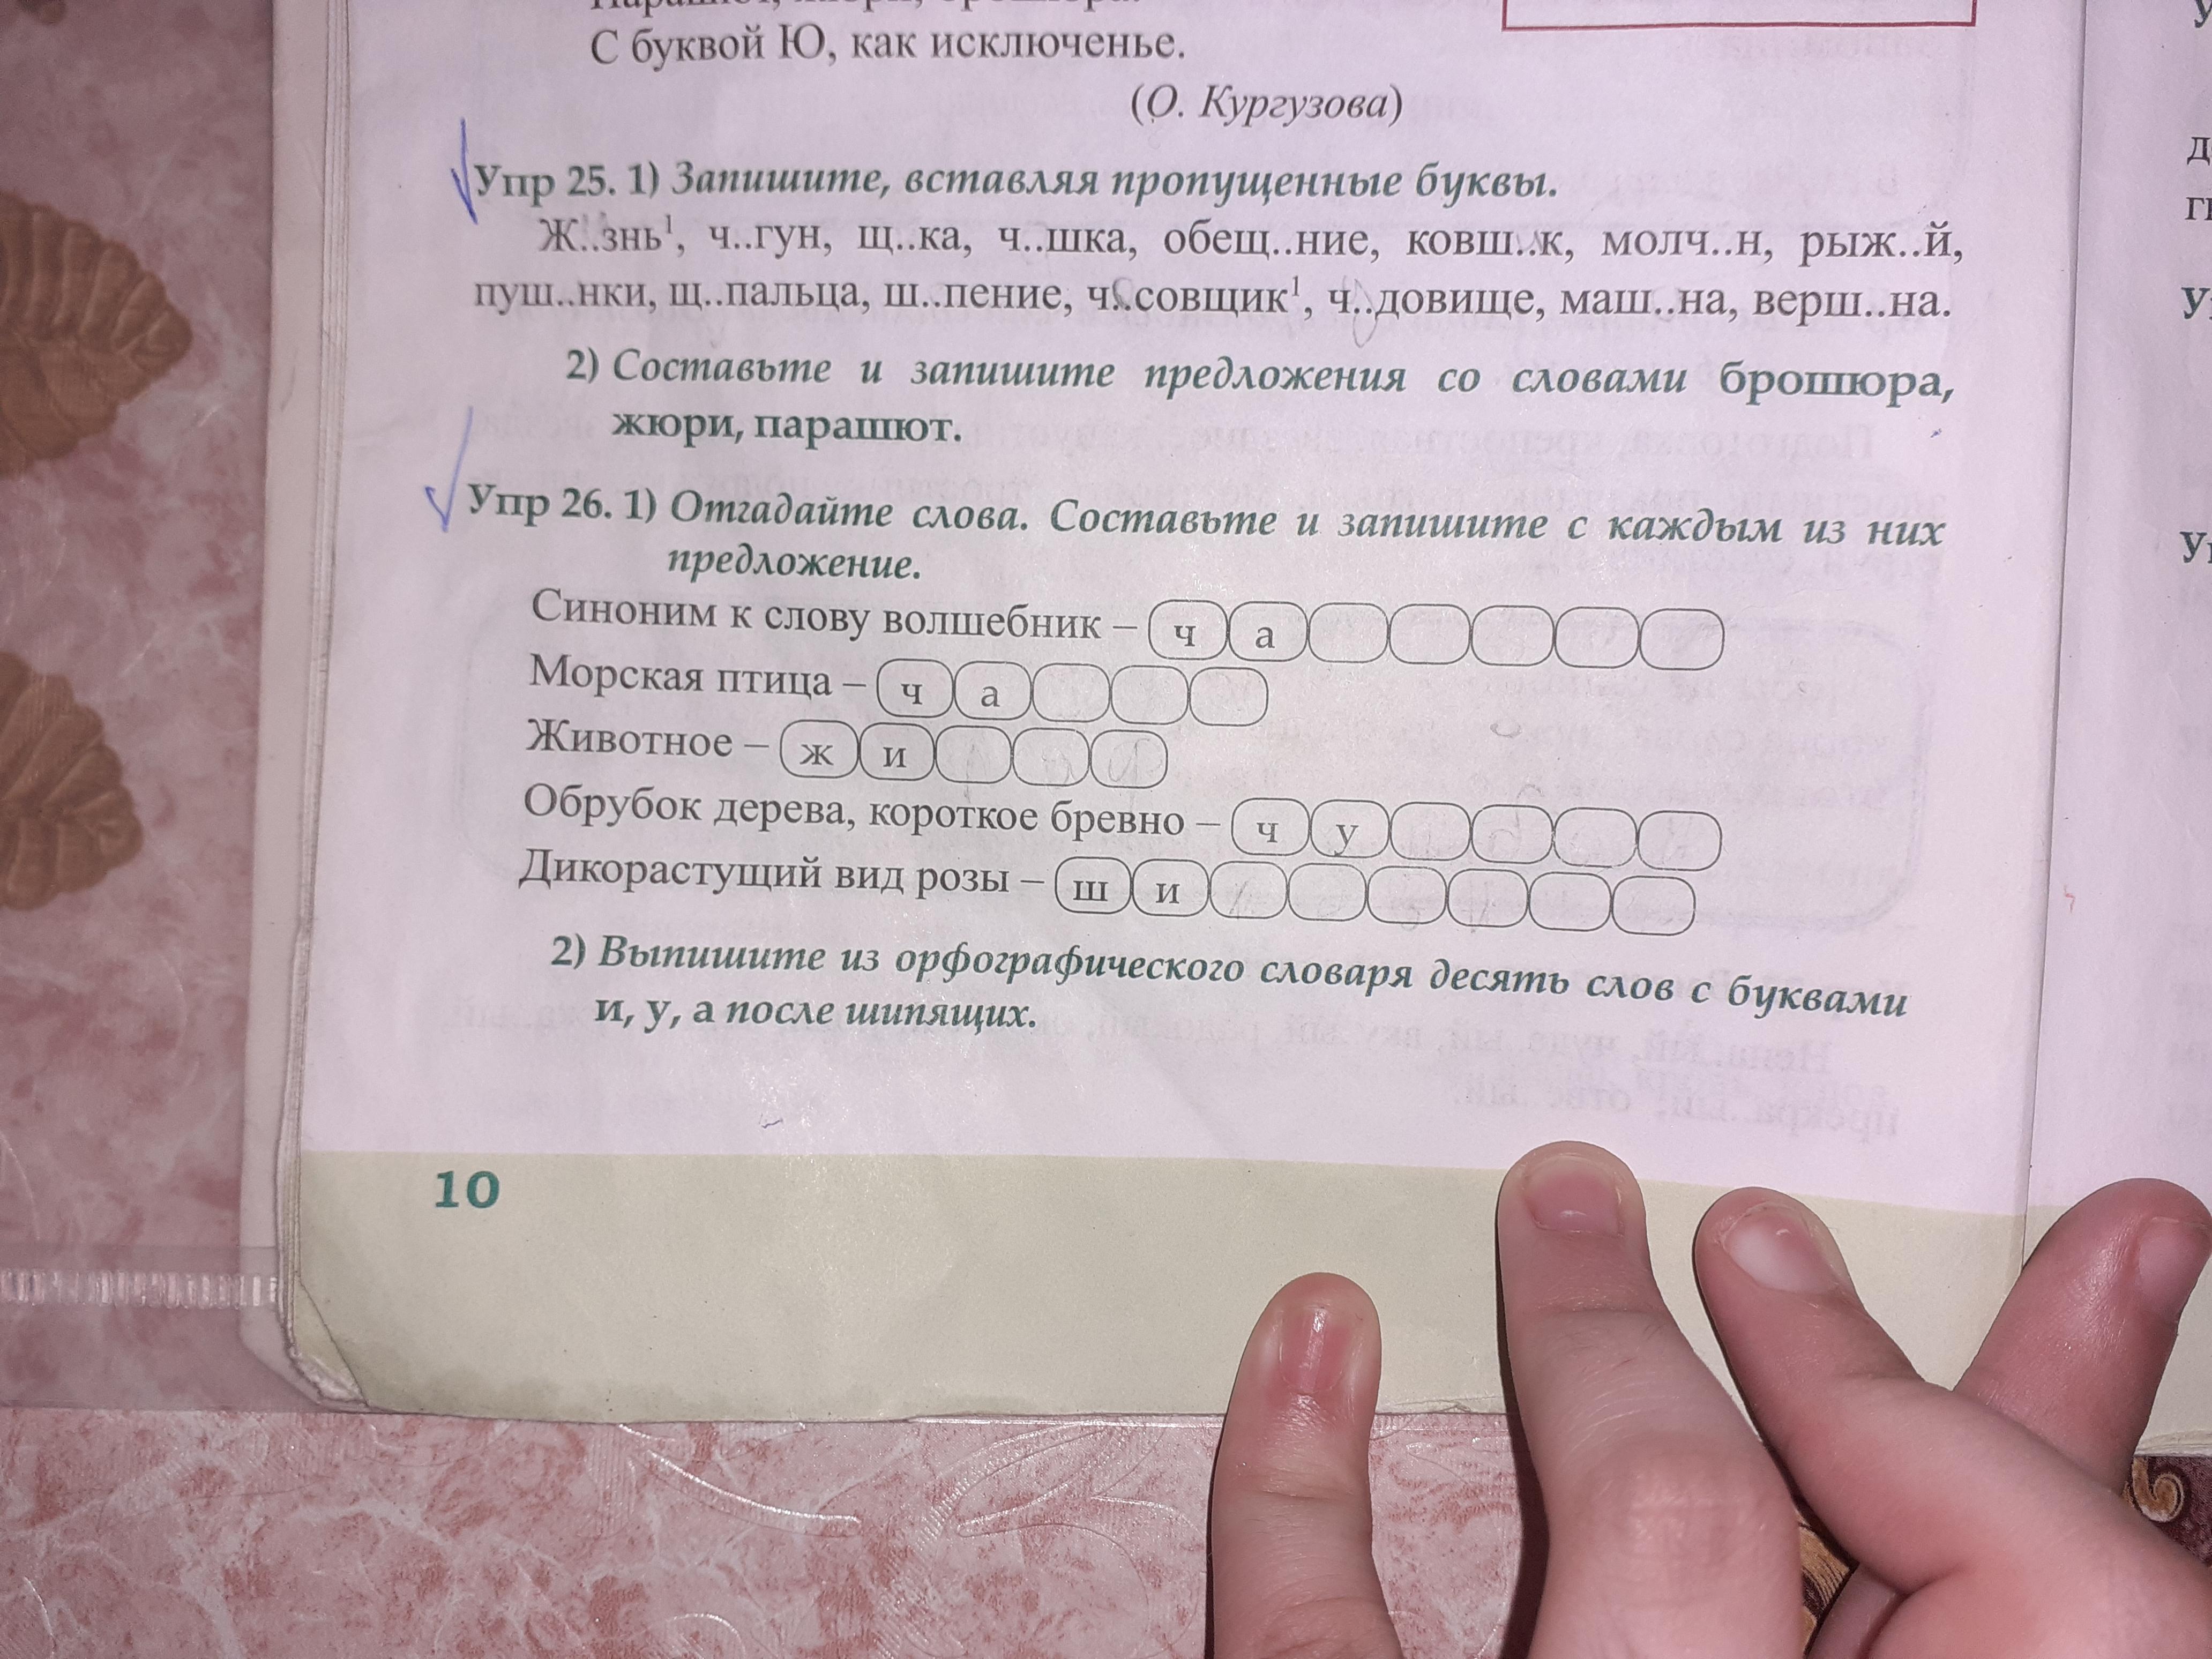 С буквой Ю, как исключенье.
(О. Кургузова)
Упр 25. 1) Запишите, вставляя пропущенные буквы.
Ж..знь¹, ч..гун, щ..ка, ч..шка, обещ..ние, ковш..к, молч..н, рыж..й,
пуш..нки, щ..пальца, ш..пение, ч..совщик¹, ч..довище, маш..на, верш..на.
2) Составьте и запишите предложения со словами брошюра,
жюри, парашют.
Упр 26. 1) Отгадайте слова. Составьте и запишите с каждым из них
предложение.
Синоним к слову волшебник – ч а
Морская птица – ч а
Животное – ж и
Обрубок дерева, короткое бревно – ч у
Дикорастущий вид розы – ш и
2) Выпишите из орфографического словаря десять слов с буквами
и, у, а после шипящих.
10